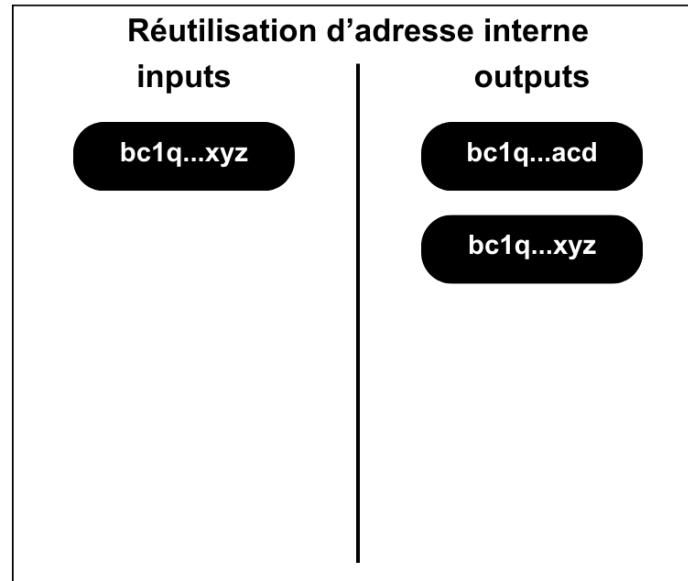 Réutilisation d’adresse interne
inputs
outputs
bc1q...xyz
bc1q...acd
bc1q...xyz